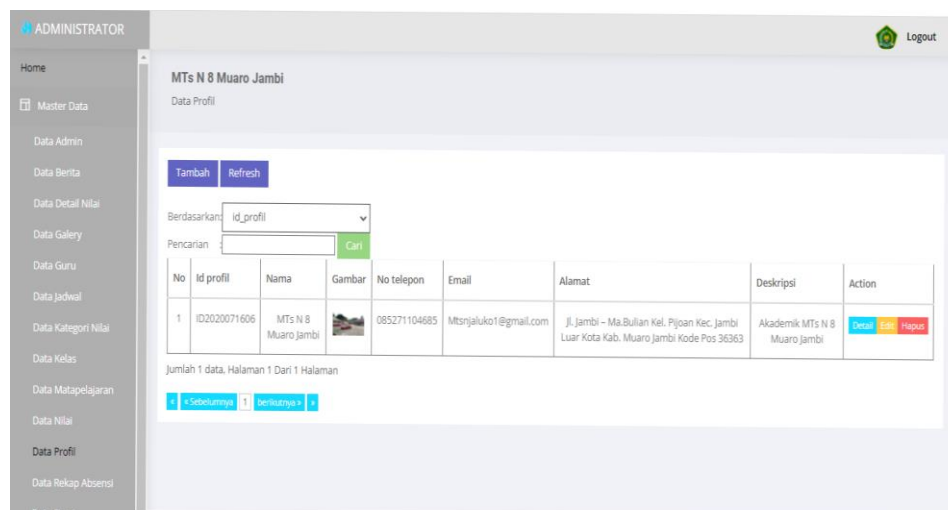 ADMINISTRATOR
Logout
Home
Master Data
Data Admin
Data Berita
Data Detail Nilai
Data Galery
Data Guru
Data Jadwal
Data Kategori Nilai
Data Kelas
Data Matapelajaran
Data Nilai
Data Profil
Data Rekap Absensi
MTs N 8 Muaro Jambi
Data Profil
Tambah Refresh
Berdasarkan: id_profil
Pencarian : Cari
No Id profil Nama Gambar No telepon Email Alamat Deskripsi Action
1 ID2020071606 MTs N 8 085271104685 Mtsnjaluko1@gmail.com Jl. Jambi – Ma.Bulian Kel. Pijoan Kec. Jambi Akademik MTs N 8 Detail Edit Hapus
Muaro Jambi Luar Kota Kab. Muaro Jambi Kode Pos 36363 Muaro Jambi
Jumlah 1 data, Halaman 1 Dari 1 Halaman
« « Sebelumnya 1 berikutnya » »